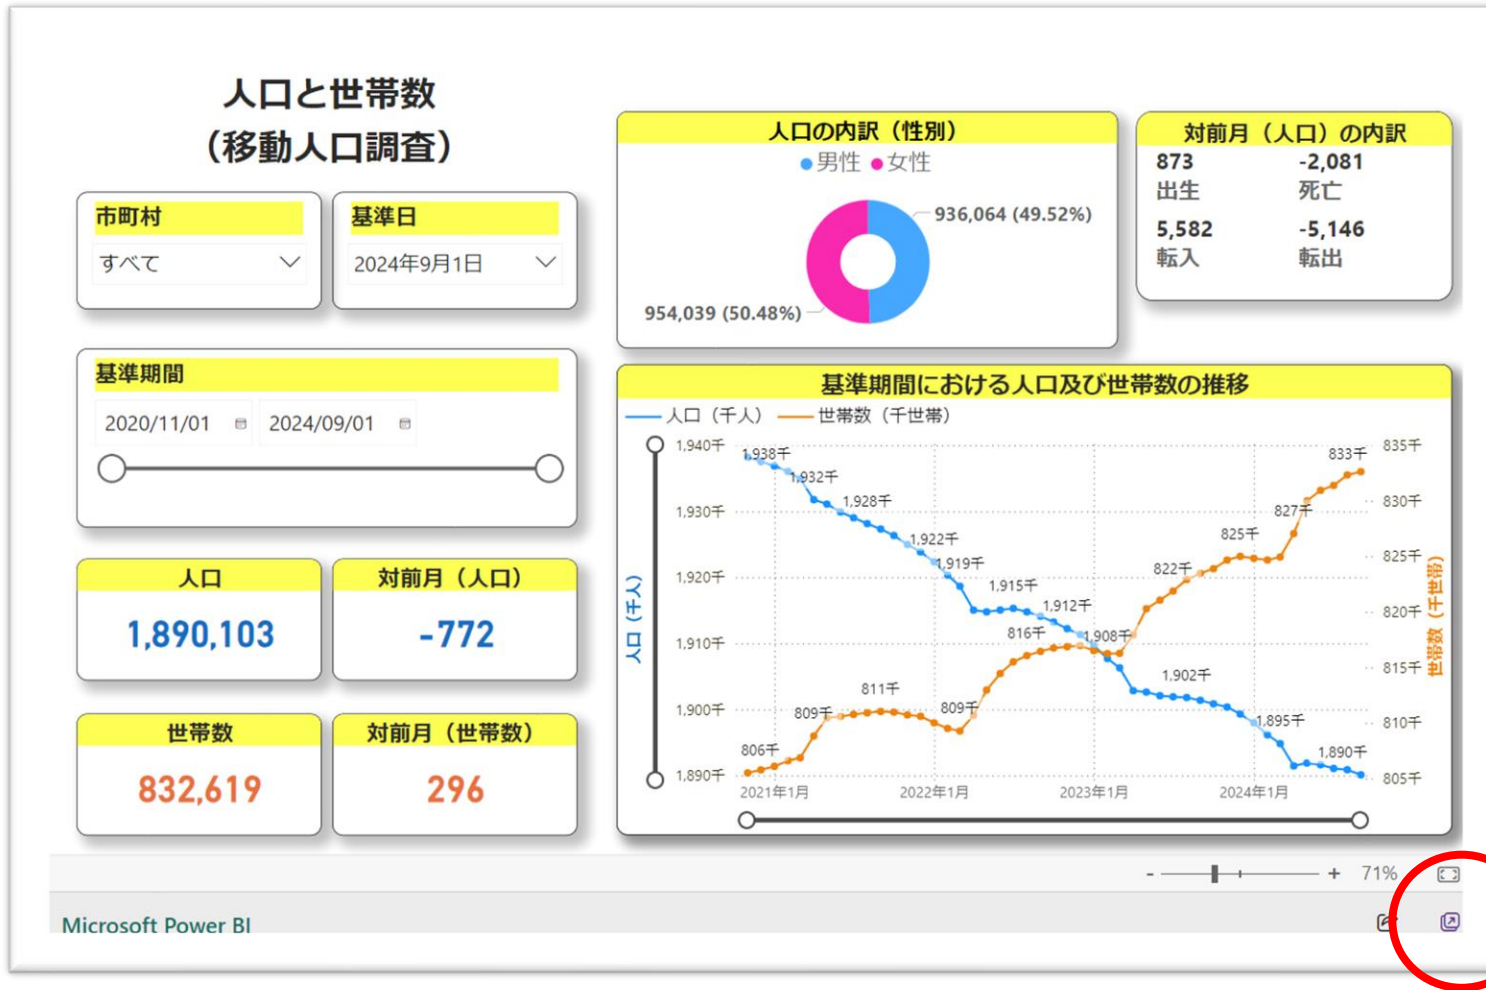 人口と世帯数
（移動人口調査）
市町村
すべて
基準日
2024年9月1日
基準期間
2020/11/01
2024/09/01
人口
1,890,103
対前月（人口）
-772
世帯数
832,619
対前月（世帯数）
296
人口の内訳（性別）
男性 女性
936,064 (49.52%)
954,039 (50.48%)
対前月（人口）の内訳
873 -2,081
出生 死亡
5,582 -5,146
転入 転出
基準期間における人口及び世帯数の推移
人口（千人） 世帯数（千世帯）
人口（千人）
1,940千
1,930千
1,920千
1,910千
1,900千
1,890千
1,938千
1,932千
1,928千
1,922千
1,919千
1,915千
1,912千
1,908千
1,902千
1,895千
1,890千
806千
809千
811千
809千
816千
822千
825千
827千
833千
835千
830千
825千
820千
815千
810千
805千
世帯数（千世帯）
2021年1月 2022年1月 2023年1月 2024年1月
- + 71%
Microsoft Power BI